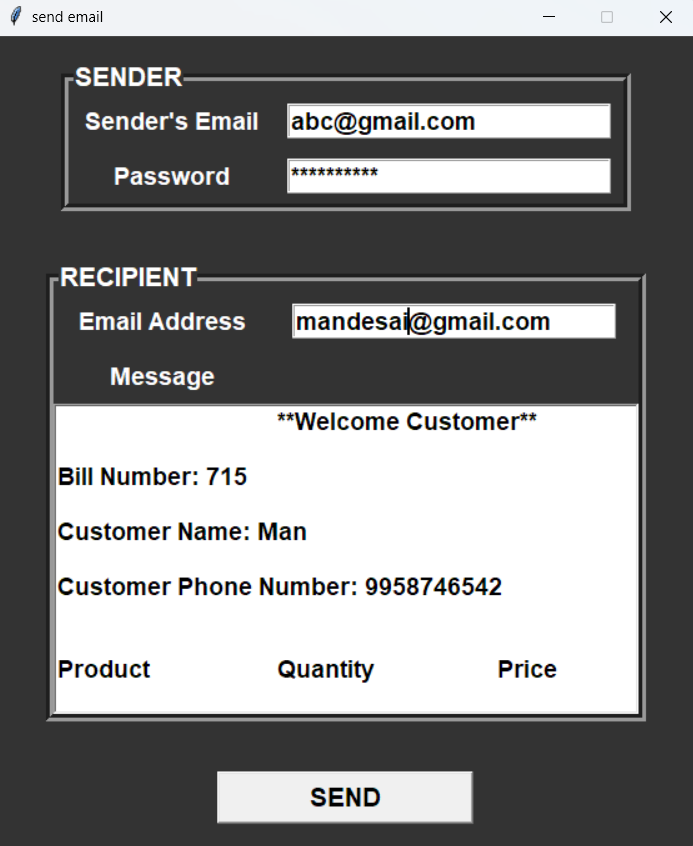 send email
SENDER
Sender's Email abc@gmail.com
Password **********
RECIPIENT
Email Address mandesai@gmail.com
Message
**Welcome Customer**
Bill Number: 715
Customer Name: Man
Customer Phone Number: 9958746542
Product Quantity Price
SEND